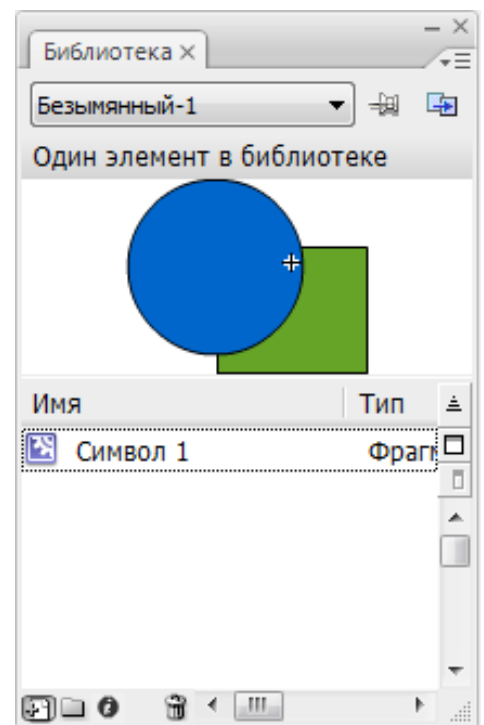 Библиотека
Безымянный-1
Один элемент в библиотеке
Имя Тип
Символ 1 Фраг